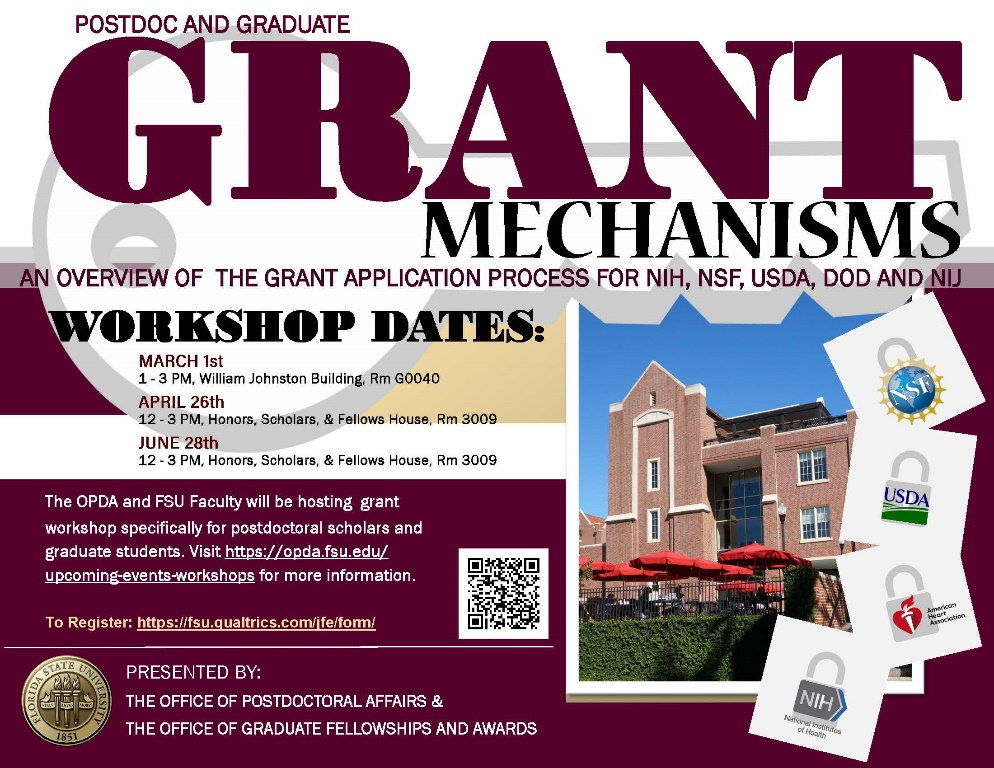 POSTDOC AND GRADUATE
GRANT
MECHANISMS
AN OVERVIEW OF THE GRANT APPLICATION PROCESS FOR NIH, NSF, USDA, DOD AND NIJ
WORKSHOP DATES:
MARCH 1st
1 - 3 PM, William Johnston Building, Rm G0040
APRIL 26th
12 - 3 PM, Honors, Scholars, & Fellows House, Rm 3009
JUNE 28th
12 - 3 PM, Honors, Scholars, & Fellows House, Rm 3009
The OPDA and FSU Faculty will be hosting grant
workshop specifically for postdoctoral scholars and
graduate students. Visit https://opda.fsu.edu/
upcoming-events-workshops for more information.
To Register: https://fsu.qualtrics.com/jfe/form/
FLORIDA STATE UNIVERSITY
1851
PRESENTED BY:
THE OFFICE OF POSTDOCTORAL AFFAIRS &
THE OFFICE OF GRADUATE FELLOWSHIPS AND AWARDS
NSF
USDA
American
Heart
Association.
NIH
National Institutes
of Health